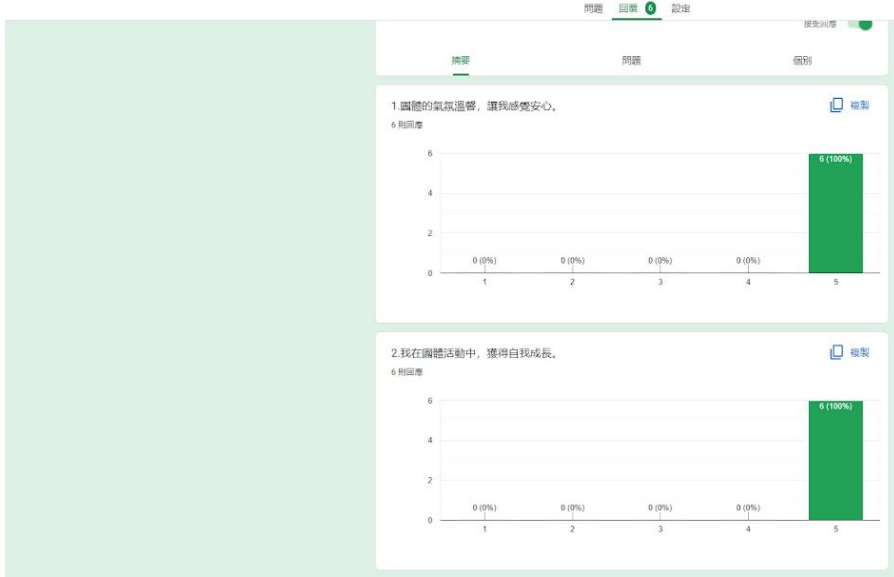 問題 回覆 6 設定
接受回應
摘要 問題 個別
1.團體的氣氛溫馨，讓我感覺安心。
複製
6 則回應
6
4
2
0
6 (100%)
0 (0%) 0 (0%) 0 (0%) 0 (0%)
1 2 3 4 5
2.我在團體活動中，獲得自我成長。
複製
6 則回應
6
4
2
0
6 (100%)
0 (0%) 0 (0%) 0 (0%) 0 (0%)
1 2 3 4 5